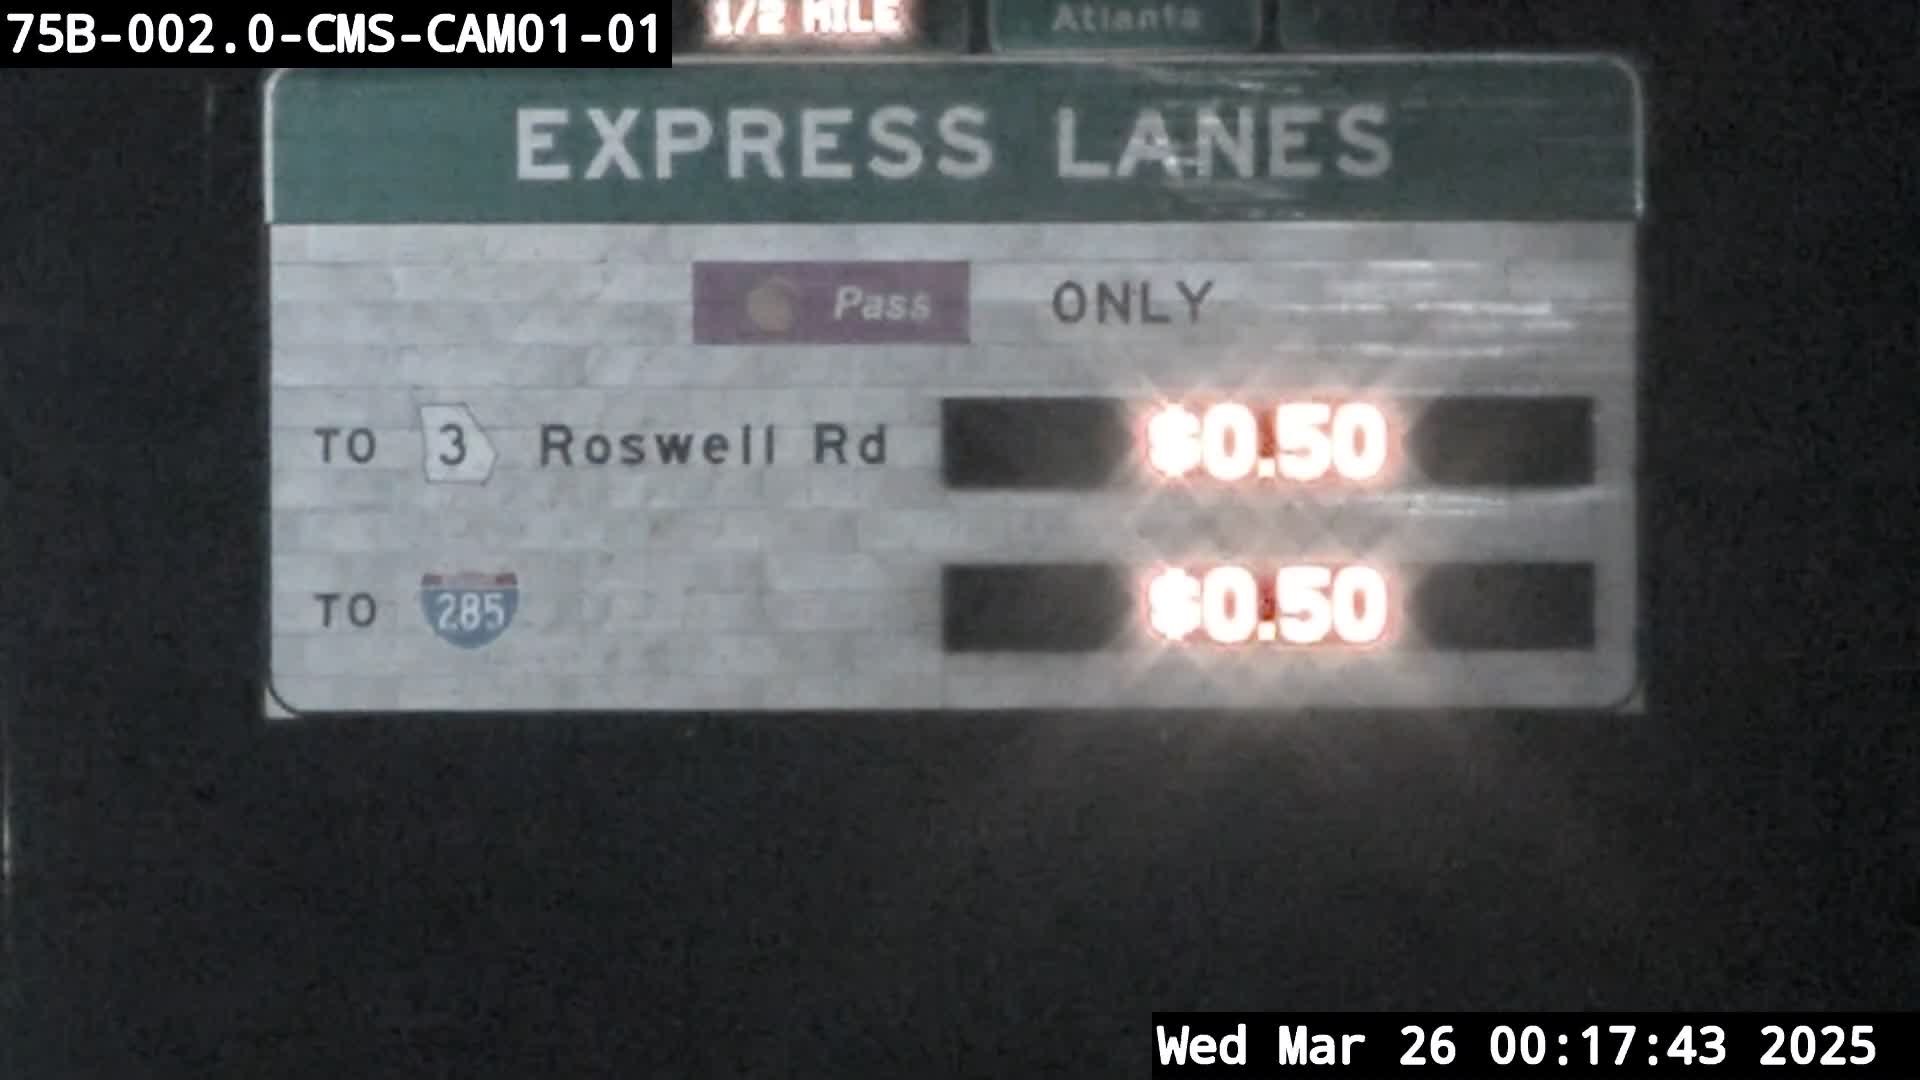 75B-002.0-CMS-CAM01-01
1/2 MILE
Atlanta
EXPRESS LANES
Pass ONLY
TO 3 Roswell Rd $0.50
TO 285 $0.50
Wed Mar 26 00:17:43 2025